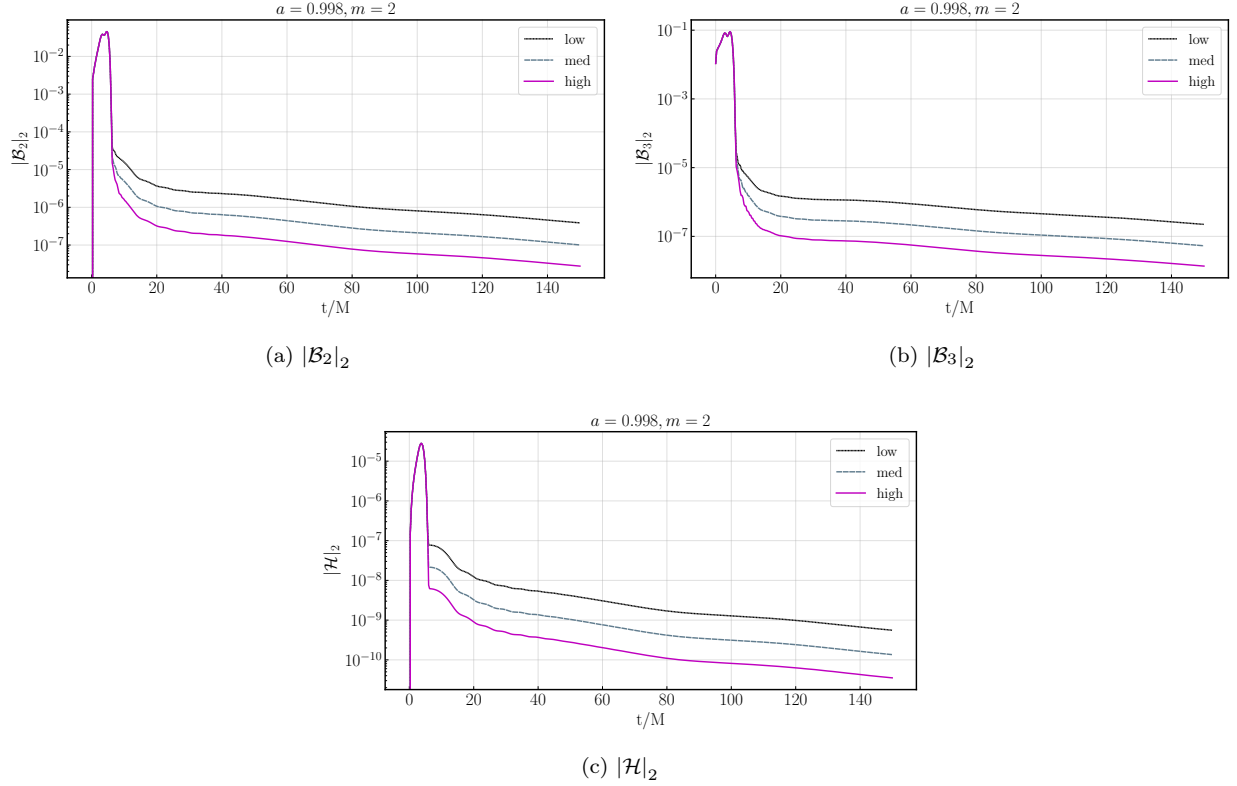 a = 0.998, m = 2
|B₂|₂
10⁻²
10⁻³
10⁻⁴
10⁻⁵
10⁻⁶
10⁻⁷
low
med
high
0 20 40 60 80 100 120 140
t/M
(a) |B₂|₂
a = 0.998, m = 2
|B₃|₂
10⁻¹
10⁻³
10⁻⁵
10⁻⁷
low
med
high
0 20 40 60 80 100 120 140
t/M
(b) |B₃|₂
a = 0.998, m = 2
|H|₂
10⁻⁵
10⁻⁶
10⁻⁷
10⁻⁸
10⁻⁹
10⁻¹⁰
low
med
high
0 20 40 60 80 100 120 140
t/M
(c) |H|₂